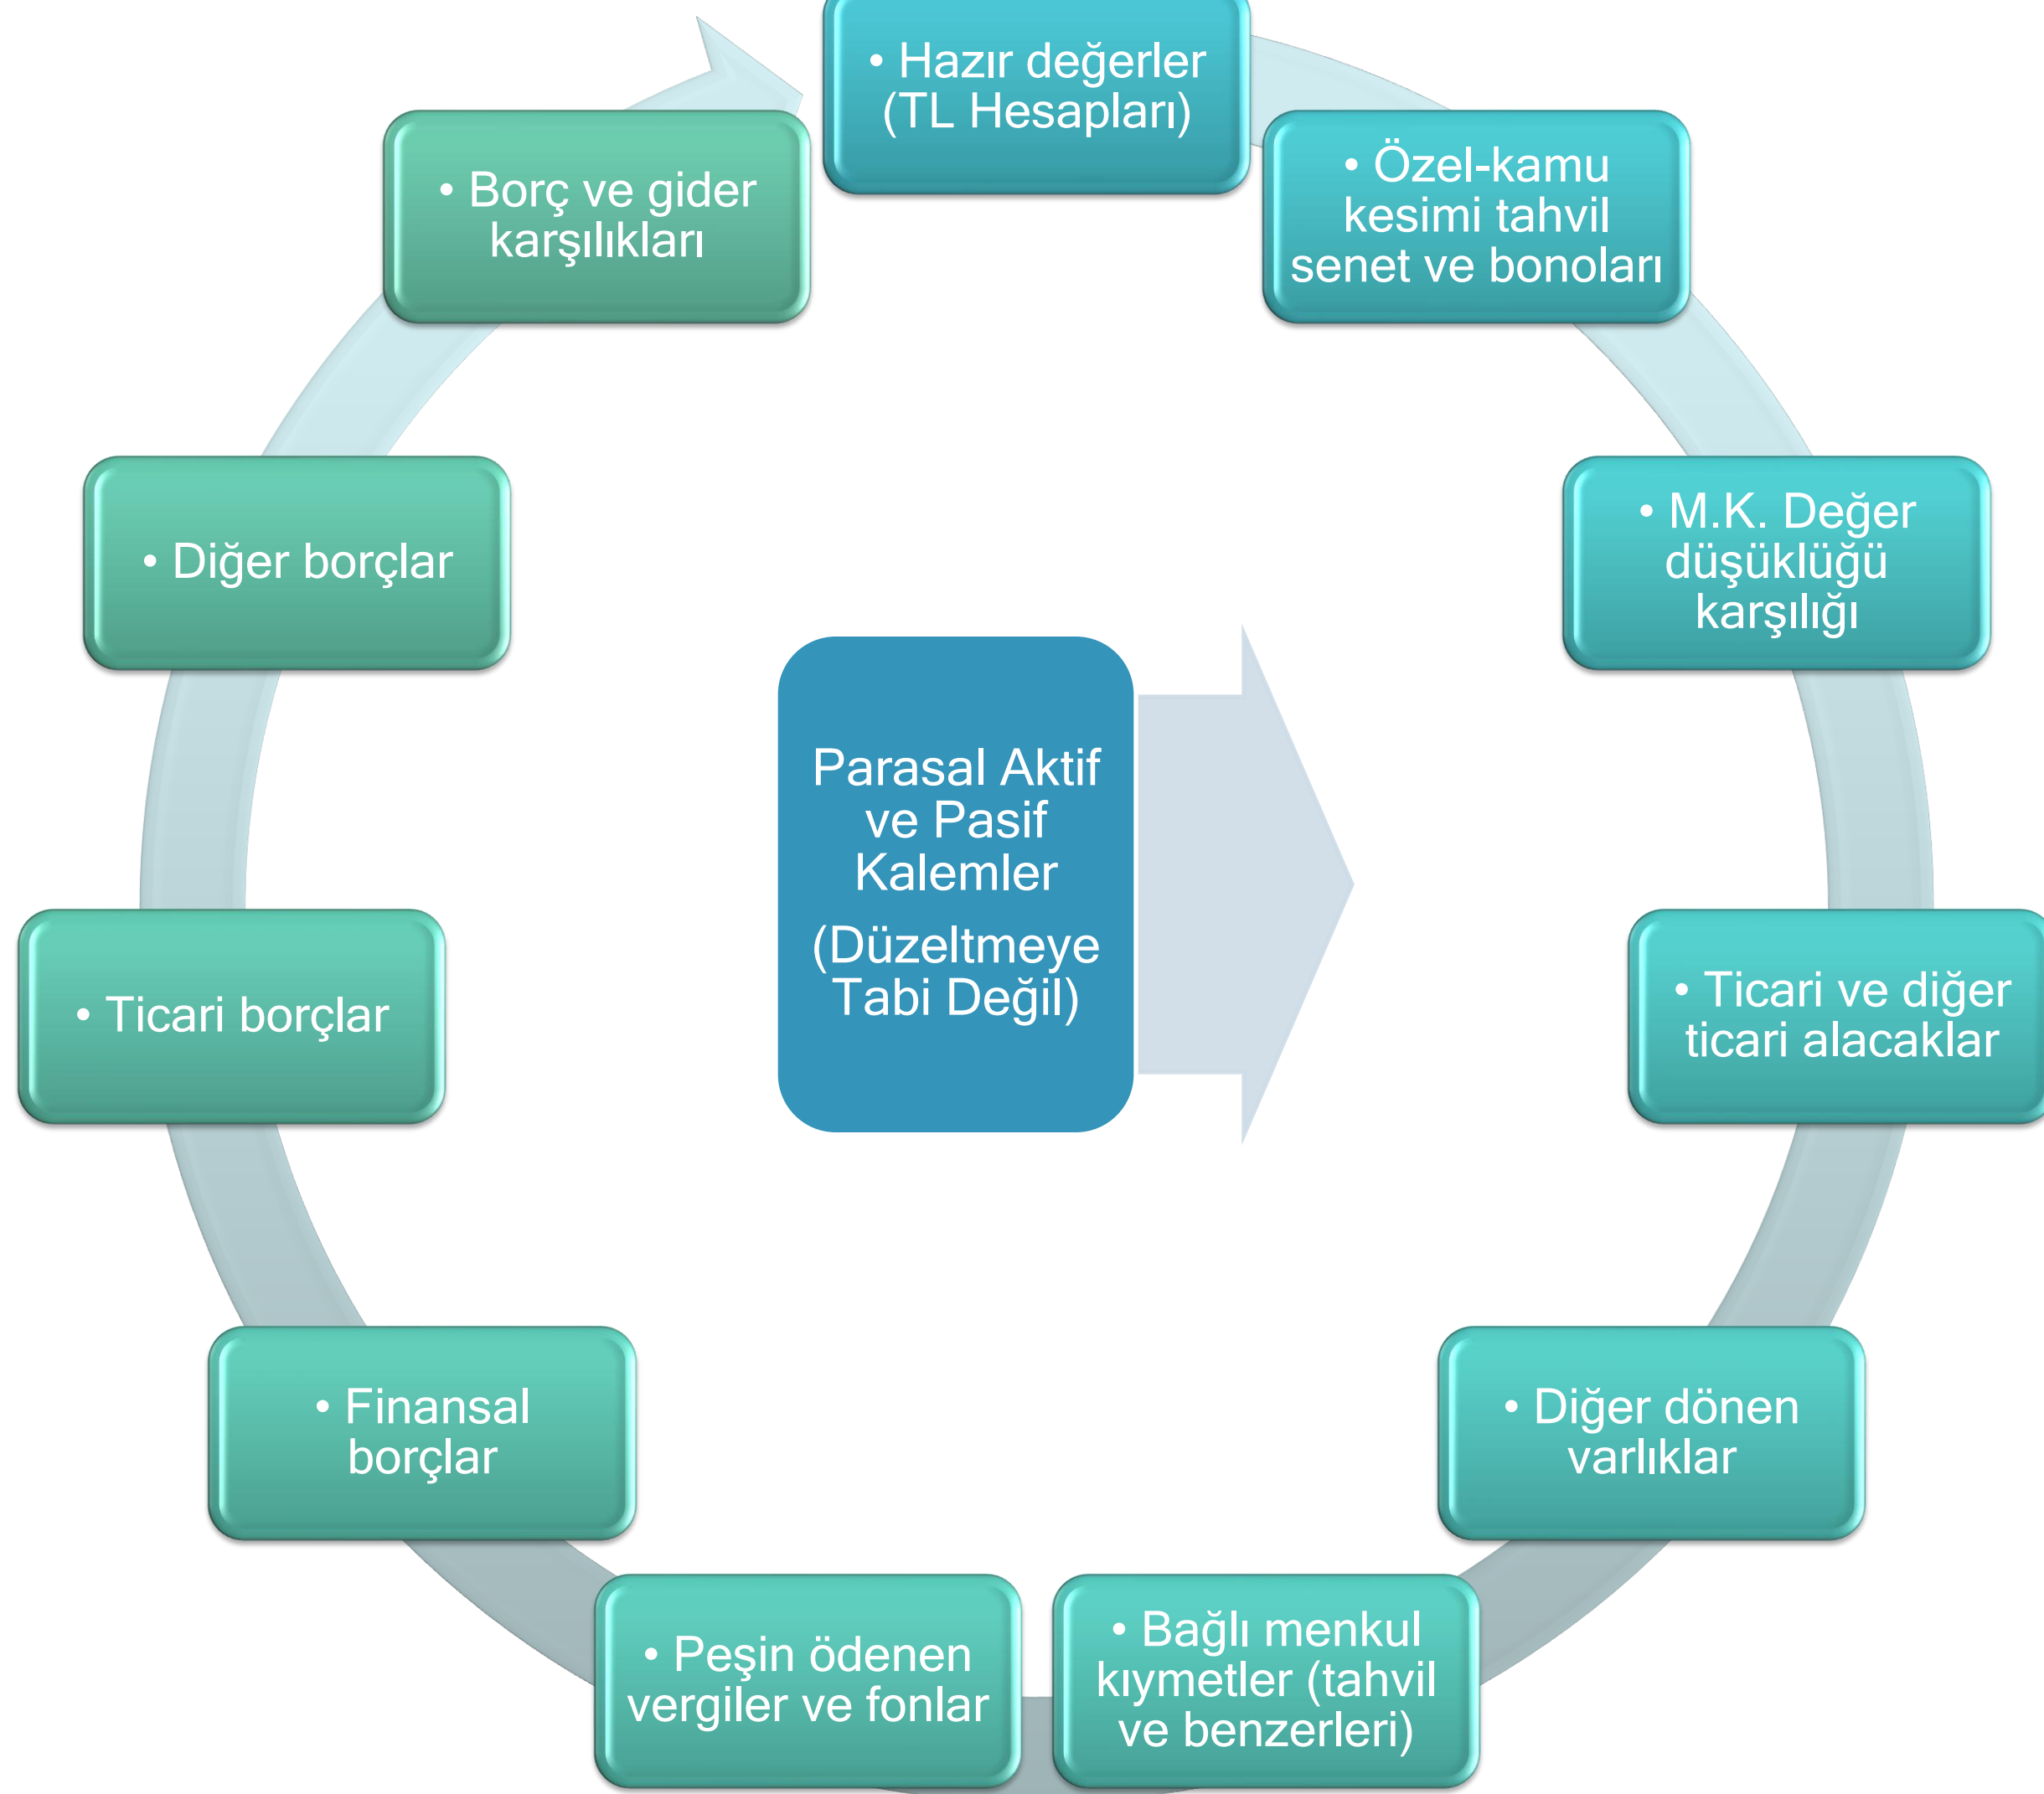 • Hazır değerler
(TL Hesapları)
• Özel-kamu
kesimi tahvil
senet ve bonoları
• M.K. Değer
düşüklüğü
karşılığı
• Ticari ve diğer
ticari alacaklar
• Diğer dönen
varlıklar
• Bağlı menkul
kıymetler (tahvil
ve benzerleri)
• Peşin ödenen
vergiler ve fonlar
• Finansal
borçlar
• Ticari borçlar
• Diğer borçlar
• Borç ve gider
karşılıkları
Parasal Aktif
ve Pasif
Kalemler
(Düzeltmeye
Tabi Değil)